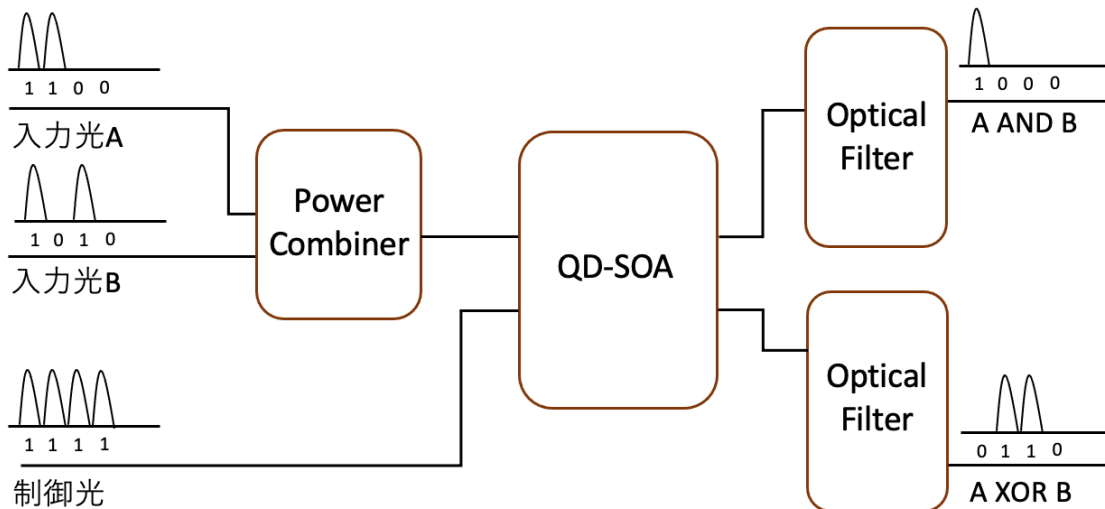 1 1 0 0
入力光A
1 0 1 0
入力光B
1 1 1 1
制御光
Power
Combiner
QD-SOA
Optical
Filter
1 0 0 0
A AND B
Optical
Filter
0 1 1 0
A XOR B